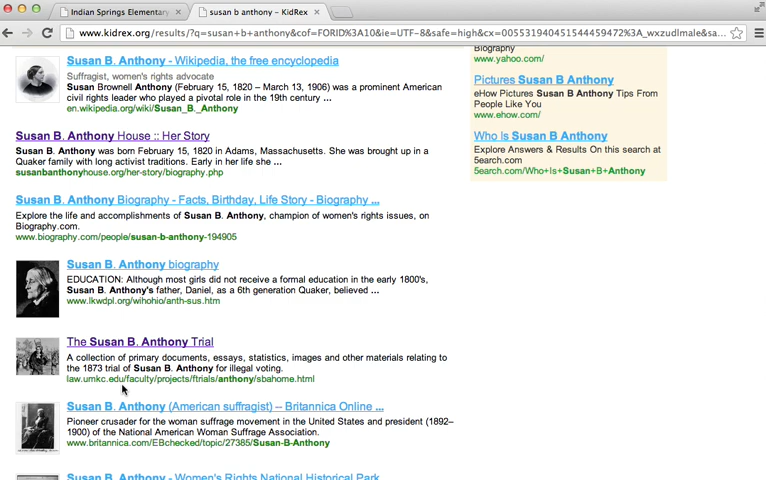 Indian Springs Elementary
susan b anthony - KidRex
www.kidrex.org/results/?q=susan+b+anthony&cof=FORID%3A10&ie=UTF-8&safe=high&cx=005531940451544459472%3A_wxzudlmale&su
Susan B. Anthony - Wikipedia, the free encyclopedia
Suffragist, women's rights advocate
Susan Brownell Anthony (February 15, 1820 – March 13, 1906) was a prominent American
civil rights leader who played a pivotal role in the 19th century ...
en.wikipedia.org/wiki/Susan_B._Anthony
Susan B. Anthony House :: Her Story
Susan B. Anthony was born February 15, 1820 in Adams, Massachusetts. She was brought up in a
Quaker family with long activist traditions. Early in her life she ...
susanbanthonyhouse.org/her-story/biography.php
Susan B. Anthony Biography - Facts, Birthday, Life Story - Biography ...
Explore the life and accomplishments of Susan B. Anthony, champion of women's rights issues, on
Biography.com.
www.biography.com/people/susan-b-anthony-194905
Susan B. Anthony biography
EDUCATION: Although most girls did not receive a formal education in the early 1800's,
Susan B. Anthony's father, Daniel, as a 6th generation Quaker, believed ...
www.lkwdpl.org/wihohio/anth-sus.htm
The Susan B. Anthony Trial
A collection of primary documents, essays, statistics, images and other materials relating to
the 1873 trial of Susan B. Anthony for illegal voting.
law.umkc.edu/faculty/projects/ftrials/anthony/sbahome.html
Susan B. Anthony (American suffragist) -- Britannica Online ...
Pioneer crusader for the woman suffrage movement in the United States and president (1892–
1900) of the National American Woman Suffrage Association.
www.britannica.com/EBchecked/topic/27385/Susan-B-Anthony
Susan B. Anthony - Women's Rights National Historical Park
Biography
www.yahoo.com/
Pictures Susan B Anthony
eHow Pictures Susan B Anthony Tips From
People Like You
www.ehow.com/
Who Is Susan B Anthony
Explore Answers & Results On this search at
5earch.com
5earch.com/Who+Is+Susan+B+Anthony